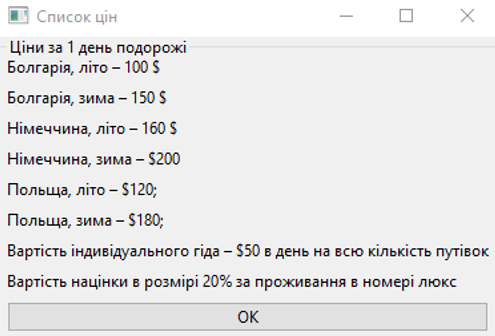 Список цін
Ціни за 1 день подорожі
Болгарія, літо – 100 $
Болгарія, зима – 150 $
Німеччина, літо – 160 $
Німеччина, зима – $200
Польща, літо – $120;
Польща, зима – $180;
Вартість індивідуального гіда – $50 в день на всю кількість путівок
Вартість націнки в розмірі 20% за проживання в номері люкс
OK